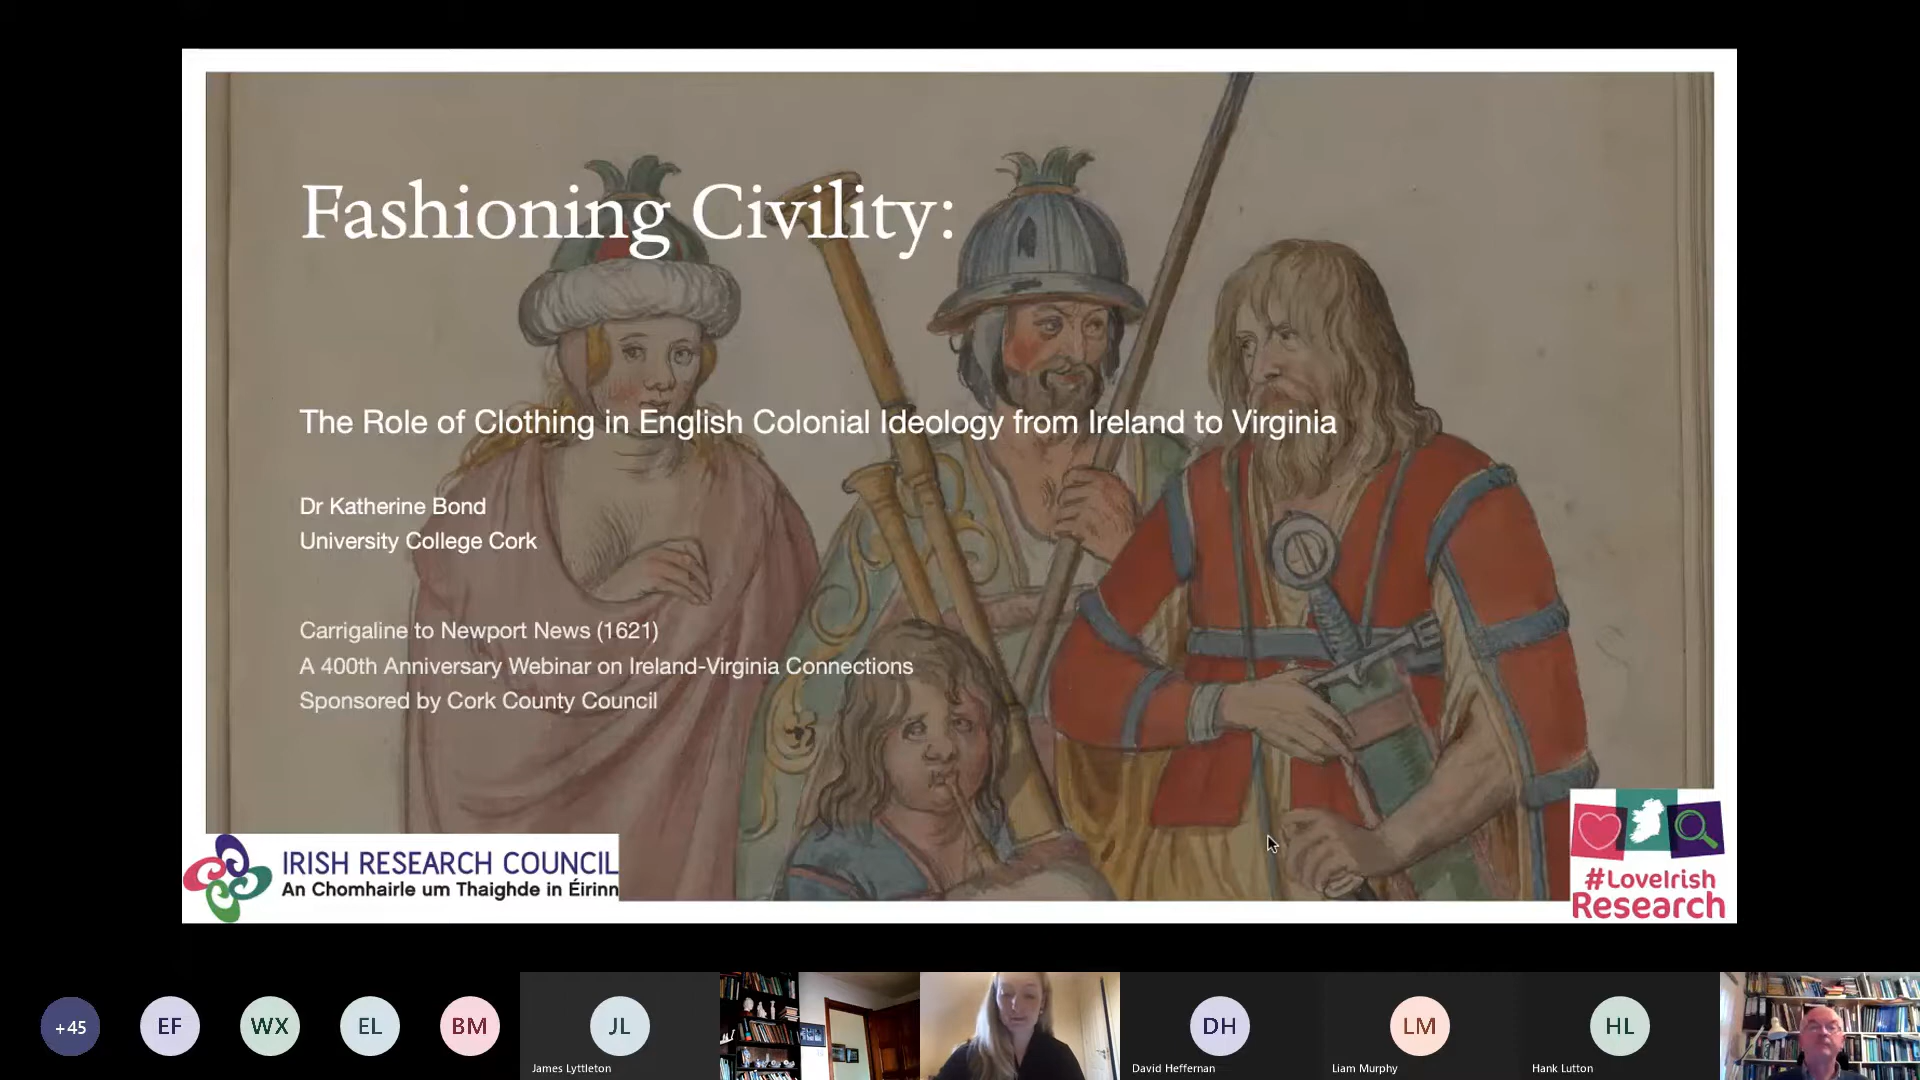 Fashioning Civility:
The Role of Clothing in English Colonial Ideology from Ireland to Virginia
Dr Katherine Bond
University College Cork
Carrigaline to Newport News (1621)
A 400th Anniversary Webinar on Ireland-Virginia Connections
Sponsored by Cork County Council
IRISH RESEARCH COUNCIL
An Chomhairle um Thaighde in Éirinn
#LoveIrish
Research
+45
EF
WX
EL
BM
JL
DH
LM
HL
James Lyttleton
David Heffernan
Liam Murphy
Hank Lutton